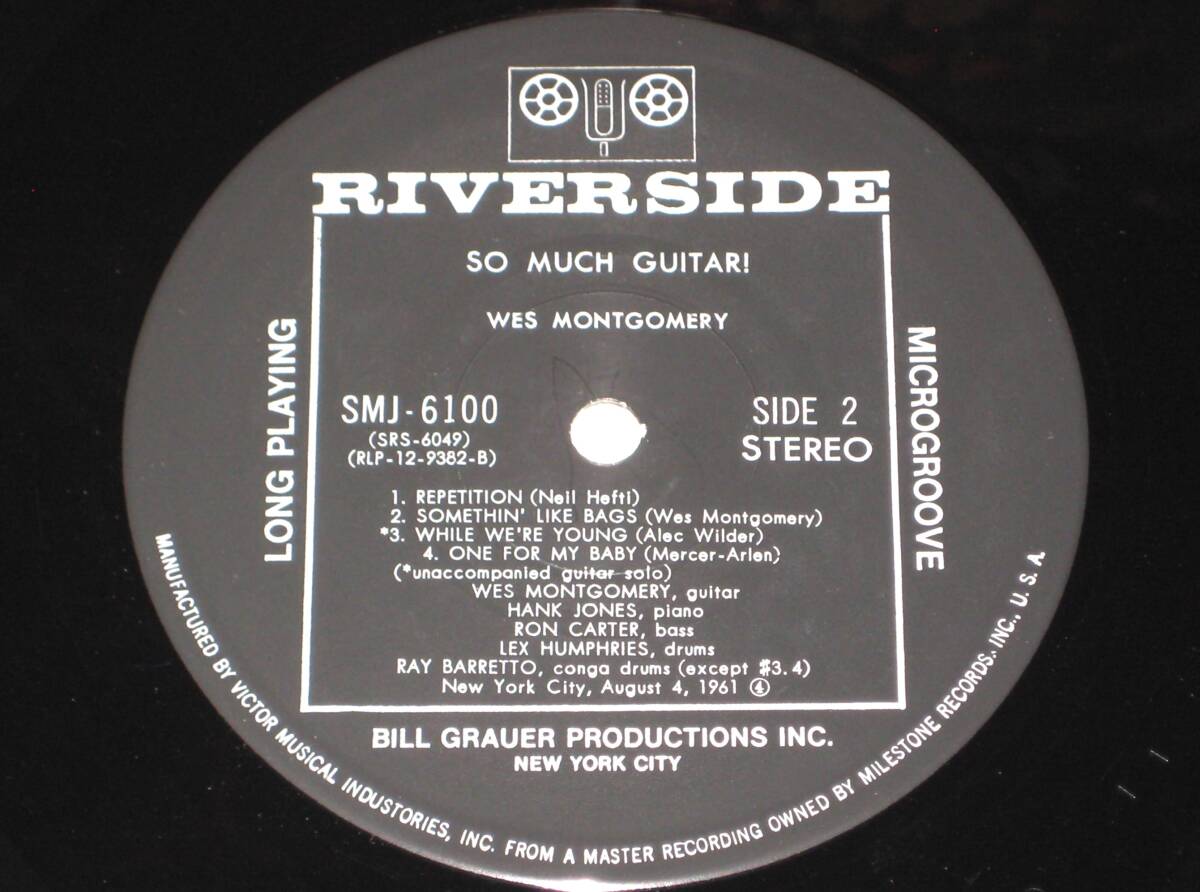 RIVERSIDE
SO MUCH GUITAR!
WES MONTGOMERY
LONG PLAYING
MICROGROOVE
SMJ-6100
(SRS-6049)
(RLP-12-9382-B)
SIDE 2
STEREO
1. REPETITION (Neil Hefti)
2. SOMETHIN' LIKE BAGS (Wes Montgomery)
*3. WHILE WE'RE YOUNG (Alec Wilder)
4. ONE FOR MY BABY (Mercer-Arlen)
(*unaccompanied guitar solo)
WES MONTGOMERY, guitar
HANK JONES, piano
RON CARTER, bass
LEX HUMPHRIES, drums
RAY BARRETTO, conga drums (except $3.4)
New York City, August 4, 1961 ④
BILL GRAUER PRODUCTIONS INC.
NEW YORK CITY
MANUFACTURED BY VICTOR MUSICAL INDUSTORIES, INC. FROM A MASTER RECORDING OWNED BY MILESTONE RECORDS, INC., U. S. A.